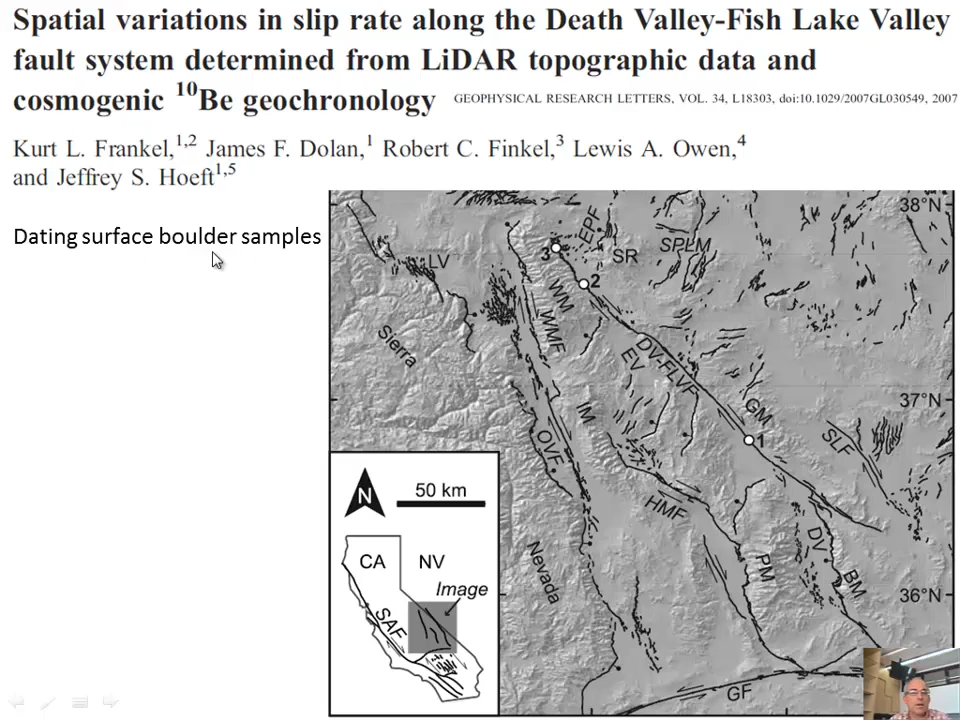 Spatial variations in slip rate along the Death Valley-Fish Lake Valley
fault system determined from LiDAR topographic data and
cosmogenic ¹⁰Be geochronology
GEOPHYSICAL RESEARCH LETTERS, VOL. 34, L18303, doi:10.1029/2007GL030549, 2007
Kurt L. Frankel,¹,² James F. Dolan,¹ Robert C. Finkel,³ Lewis A. Owen,⁴
and Jeffrey S. Hoeft¹,⁵
Dating surface boulder samples
38°N
EPF
3
SPLM
SR
LV
2
WM
WMF
Sierra
DV-FLVF
EV
37°N
GM
IM
1
SLF
OVF
HMF
DV
Nevada
PM
BM
36°N
GF
N
50 km
CA
NV
Image
SAF